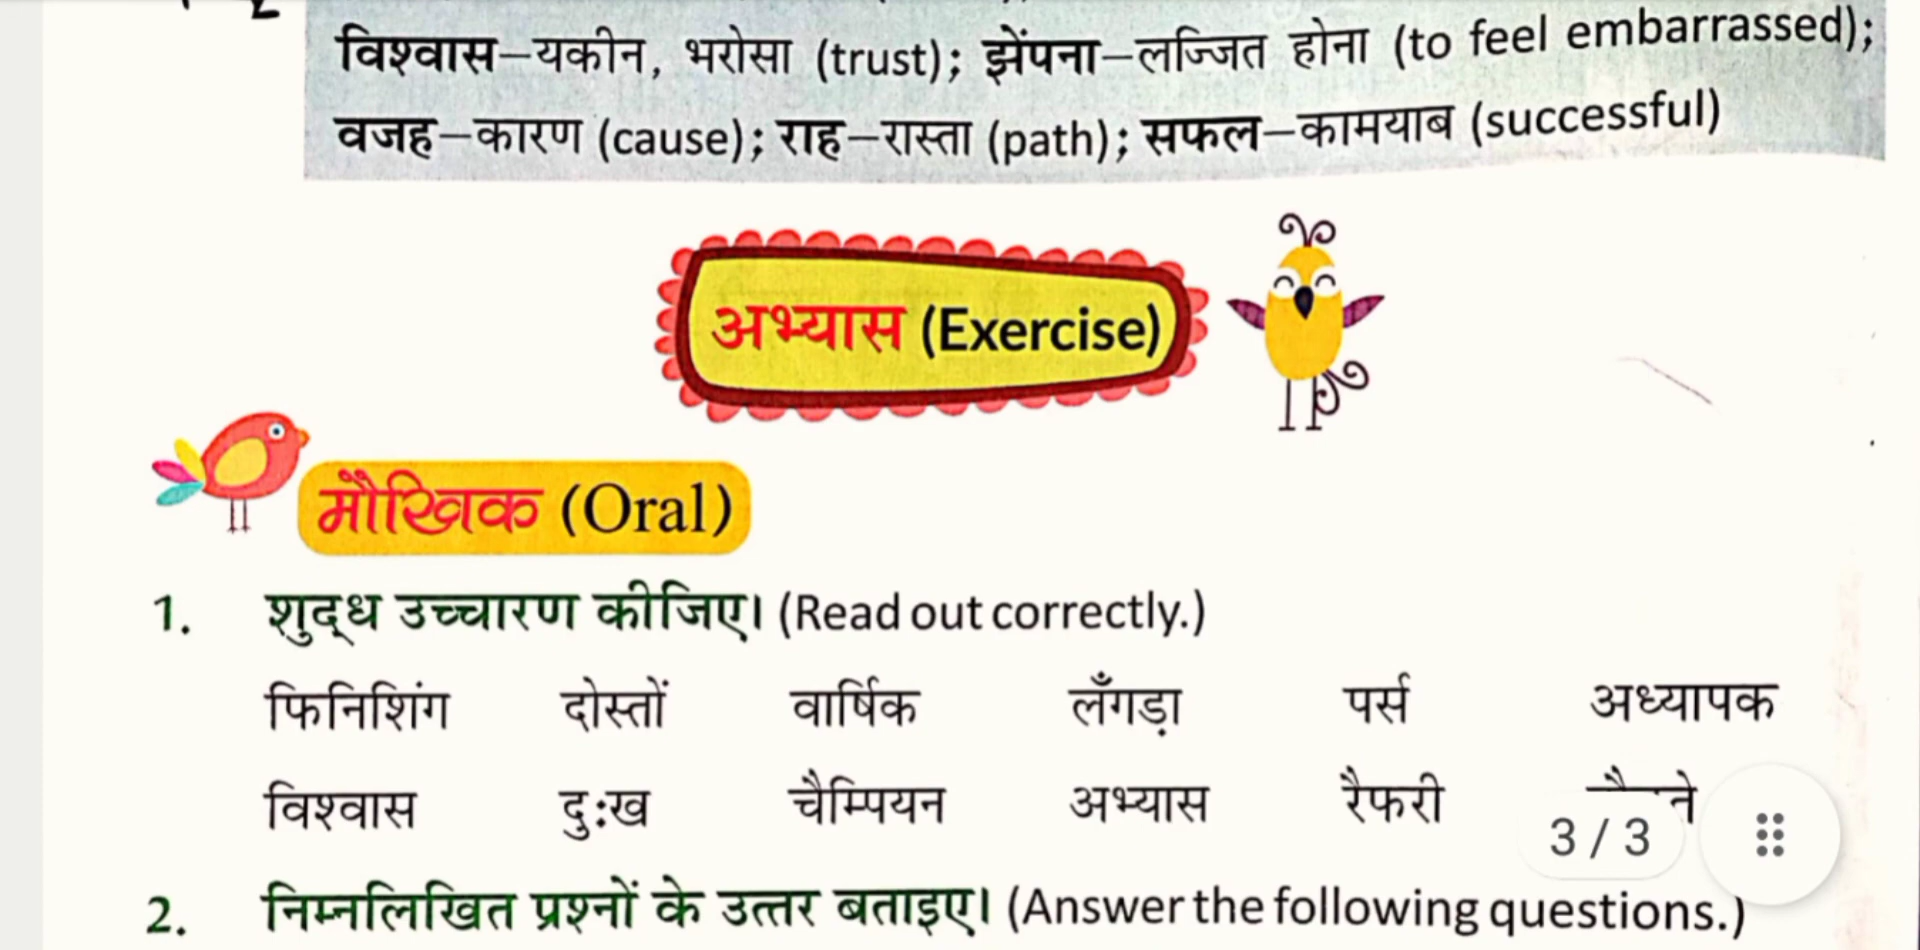 विश्वास–यकीन, भरोसा (trust); झेंपना–लज्जित होना (to feel embarrassed);
वजह–कारण (cause); राह–रास्ता (path); सफल–कामयाब (successful)
अभ्यास (Exercise)
मौखिक (Oral)
1. शुद्ध उच्चारण कीजिए। (Read out correctly.)
फिनिशिंग दोस्तों वार्षिक लँगड़ा पर्स अध्यापक
विश्वास दुःख चैम्पियन अभ्यास रैफरी
3 / 3
2. निम्नलिखित प्रश्नों के उत्तर बताइए। (Answer the following questions.)